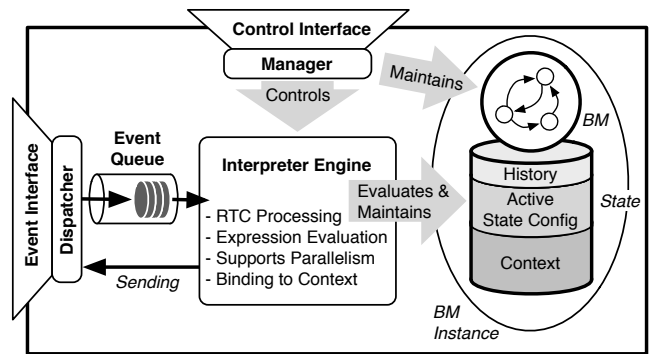 Control Interface
Manager
Controls
Maintains
Event Interface
Dispatcher
Event
Queue
Sending
Interpreter Engine
- RTC Processing
- Expression Evaluation
- Supports Parallelism
- Binding to Context
Evaluates &
Maintains
BM
History
Active
State Config
Context
State
BM
Instance